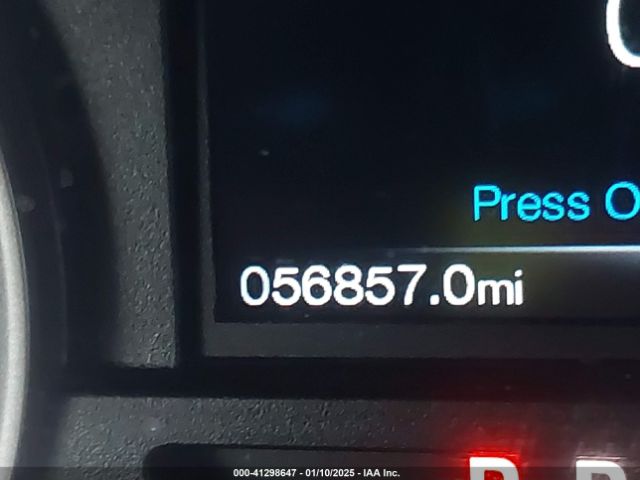 Press O
056857.0mi
P R
000-41298647 - 01/10/2025 - IAA Inc.